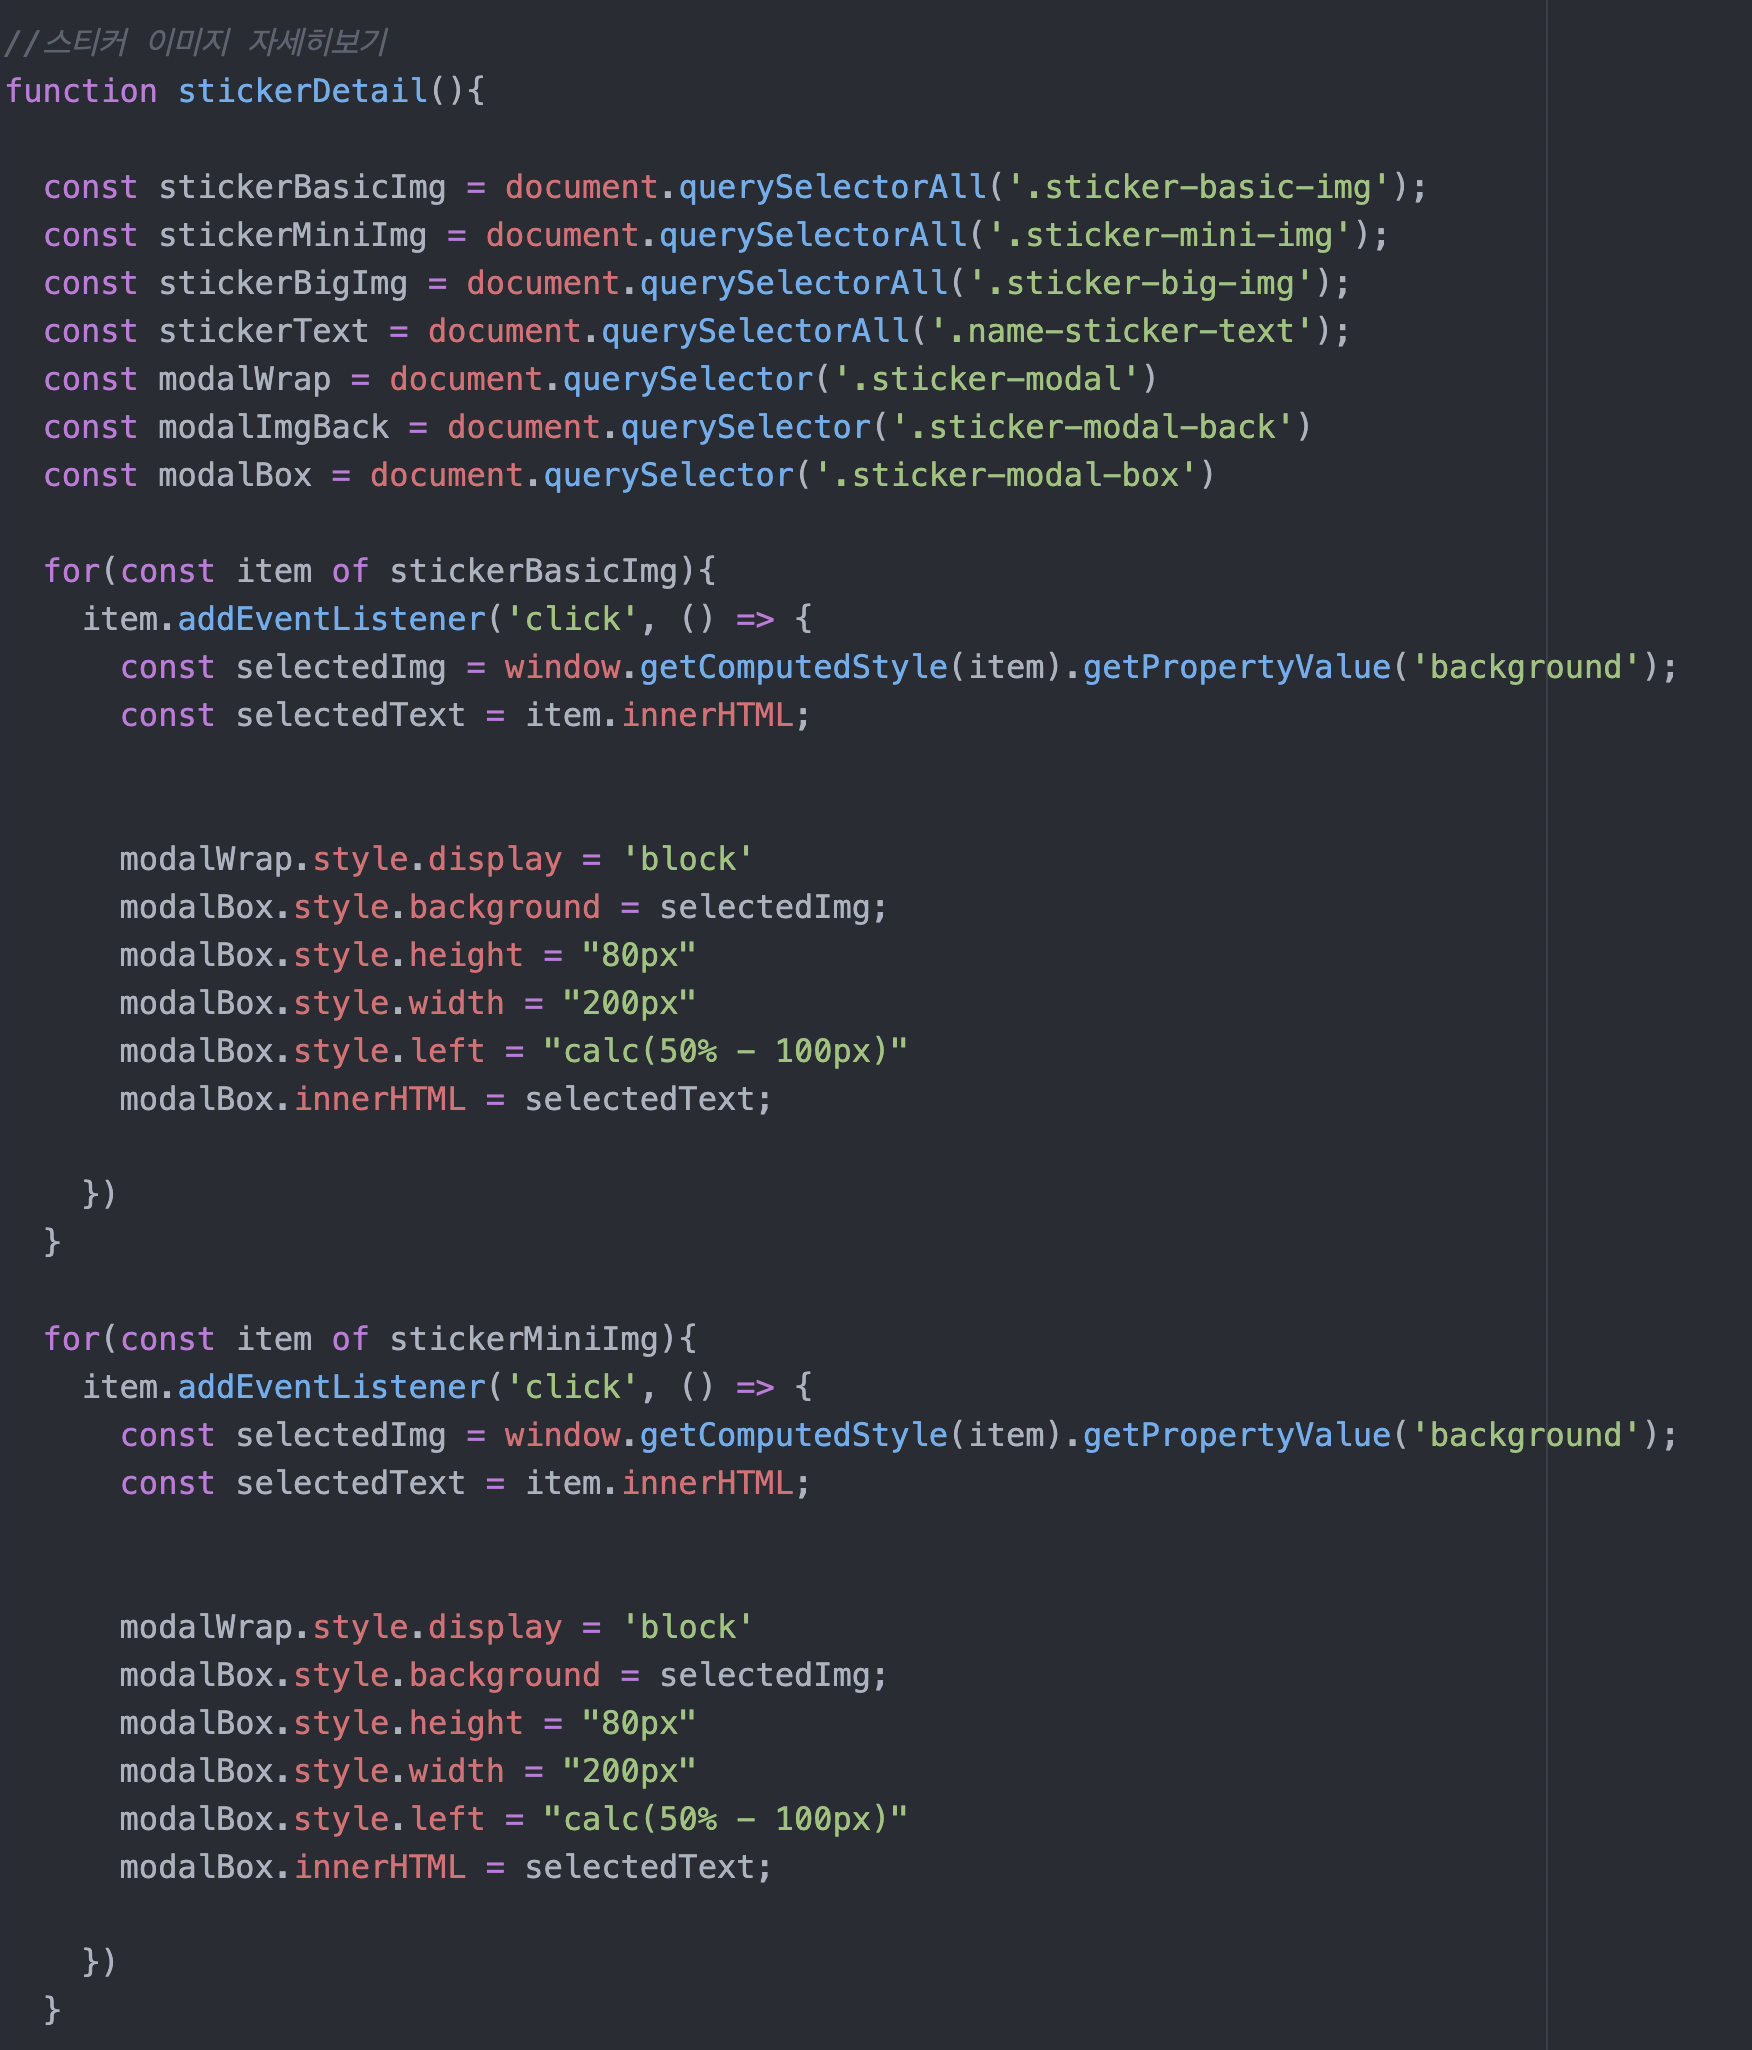 //스티커 이미지 자세히보기
function stickerDetail(){
  const stickerBasicImg = document.querySelectorAll('.sticker-basic-img');
  const stickerMiniImg = document.querySelectorAll('.sticker-mini-img');
  const stickerBigImg = document.querySelectorAll('.sticker-big-img');
  const stickerText = document.querySelectorAll('.name-sticker-text');
  const modalWrap = document.querySelector('.sticker-modal')
  const modalImgBack = document.querySelector('.sticker-modal-back')
  const modalBox = document.querySelector('.sticker-modal-box')
  for(const item of stickerBasicImg){
    item.addEventListener('click', () => {
      const selectedImg = window.getComputedStyle(item).getPropertyValue('background');
      const selectedText = item.innerHTML;
      modalWrap.style.display = 'block'
      modalBox.style.background = selectedImg;
      modalBox.style.height = "80px"
      modalBox.style.width = "200px"
      modalBox.style.left = "calc(50% - 100px)"
      modalBox.innerHTML = selectedText;
    })
  }
  for(const item of stickerMiniImg){
    item.addEventListener('click', () => {
      const selectedImg = window.getComputedStyle(item).getPropertyValue('background');
      const selectedText = item.innerHTML;
      modalWrap.style.display = 'block'
      modalBox.style.background = selectedImg;
      modalBox.style.height = "80px"
      modalBox.style.width = "200px"
      modalBox.style.left = "calc(50% - 100px)"
      modalBox.innerHTML = selectedText;
    })
  }